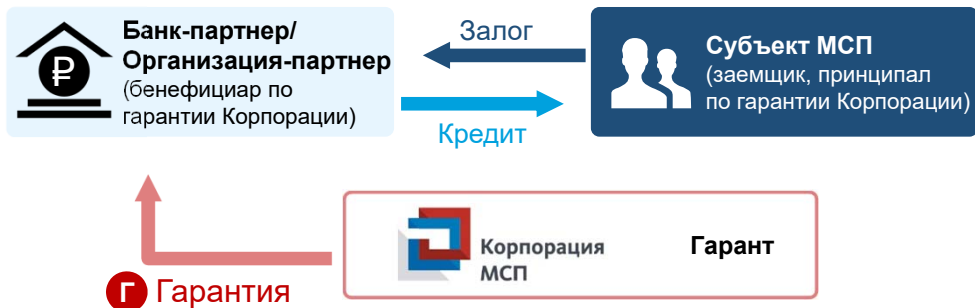 Банк-партнер/
Организация-партнер
(бенефициар по
гарантии Корпорации)
Залог
Кредит
Субъект МСП
(заемщик, принципал
по гарантии Корпорации)
Корпорация
МСП
Гарант
Г Гарантия